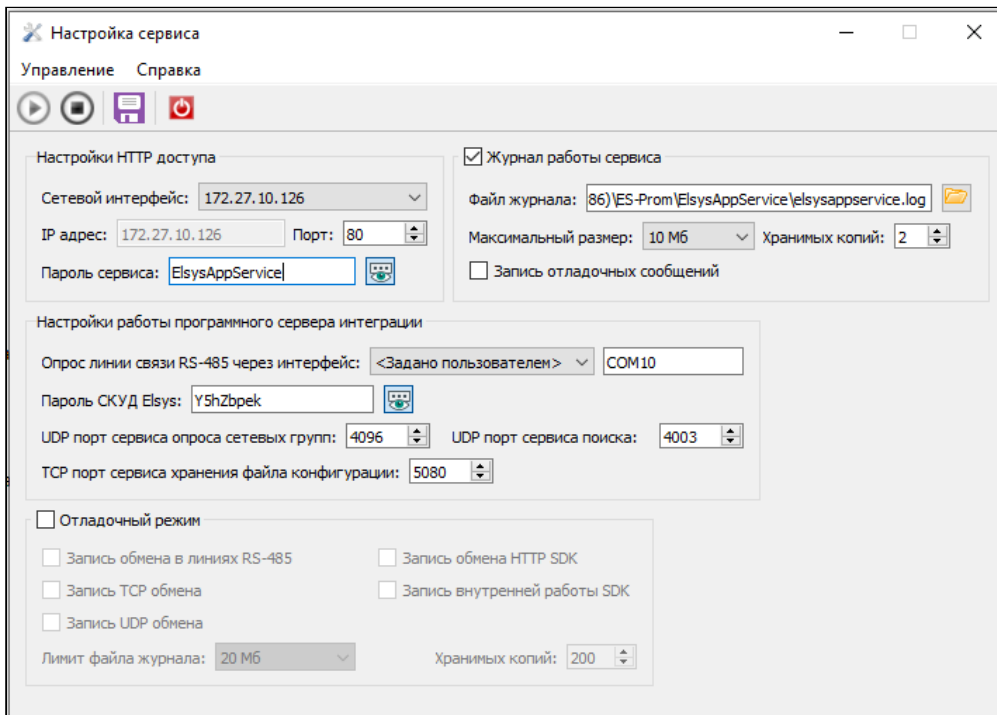 Настройка сервиса
Управление Справка
Настройки HTTP доступа
Сетевой интерфейс: 172.27.10.126
IP адрес: 172.27.10.126 Порт: 80
Пароль сервиса: ElsysAppService
Журнал работы сервиса
Файл журнала: 86)\ES-Prom\ElsysAppService\elsysappservice.log
Максимальный размер: 10 Мб Хранимых копий: 2
Запись отладочных сообщений
Настройки работы программного сервера интеграции
Опрос линии связи RS-485 через интерфейс: <Задано пользователем> COM10
Пароль СКУД Elsys: Y5hZbpek
UDP порт сервиса опроса сетевых групп: 4096 UDP порт сервиса поиска: 4003
TCP порт сервиса хранения файла конфигурации: 5080
Отладочный режим
Запись обмена в линиях RS-485 Запись обмена HTTP SDK
Запись TCP обмена Запись внутренней работы SDK
Запись UDP обмена
Лимит файла журнала: 20 Мб Хранимых копий: 200